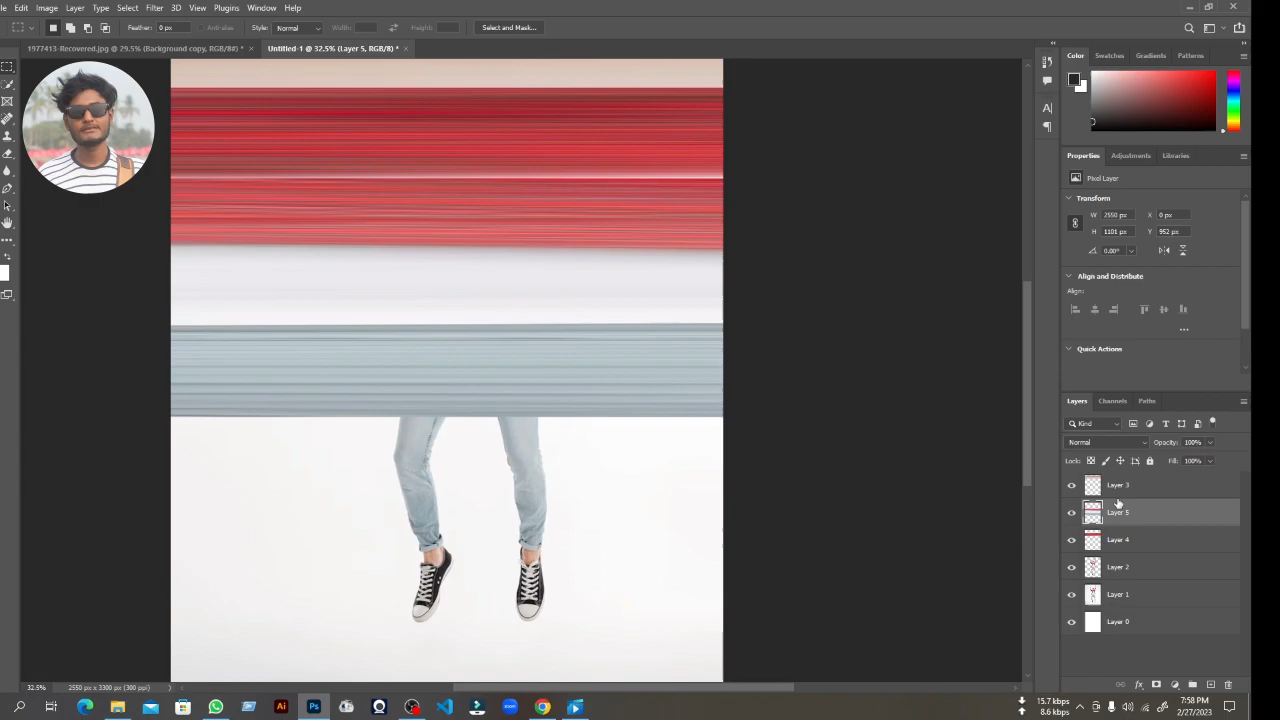 Edit Image Layer Type Select Filter 3D View Plugins Window Help
Feather: 0 px Anti-alias Style: Normal Width: Height: Select and Mask...
1977413-Recovered.jpg @ 29.5% (Background copy, RGB/8#) * × Untitled-1 @ 32.5% (Layer 5, RGB/8) * ×
Color Swatches Gradients Patterns
Properties Adjustments Libraries
Pixel Layer
Transform
W 2550 px X 0 px
H 1101 px Y 952 px
0.00°
Align and Distribute
Align:
...
Quick Actions
Layers Channels Paths
Kind
Normal Opacity: 100%
Lock: Fill: 100%
Layer 3
Layer 5
Layer 4
Layer 2
Layer 1
Layer 0
32.5% 2550 px x 3300 px (300 ppi)
Ai Ps zoom
15.7 kbps
8.6 kbps
7:58 PM
2/27/2023